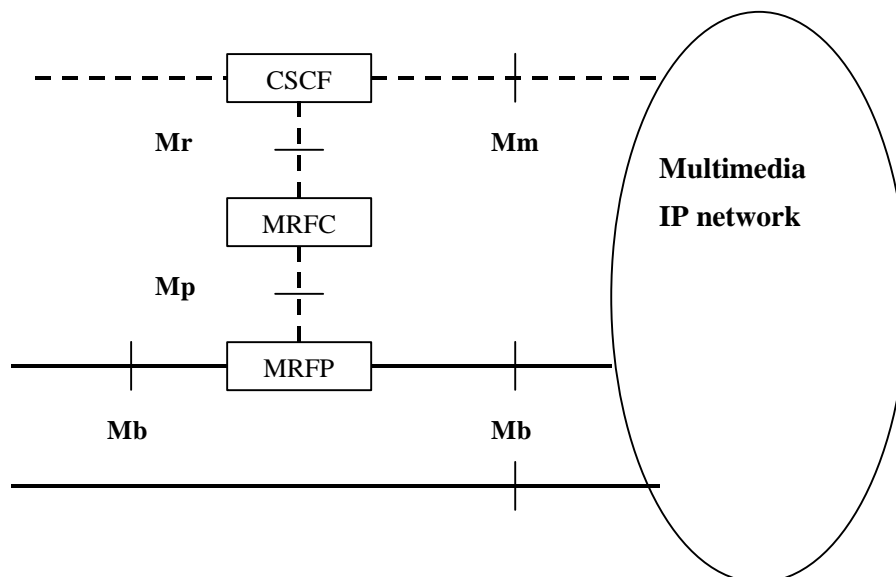 CSCF
Mr
Mm
Multimedia
IP network
MRFC
Mp
MRFP
Mb
Mb